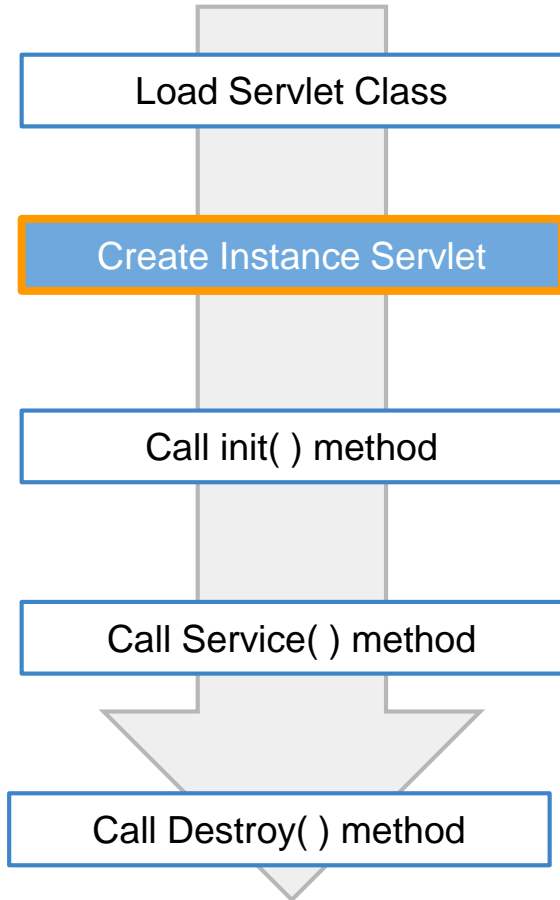 Load Servlet Class
Create Instance Servlet
Call init( ) method
Call Service( ) method
Call Destroy( ) method